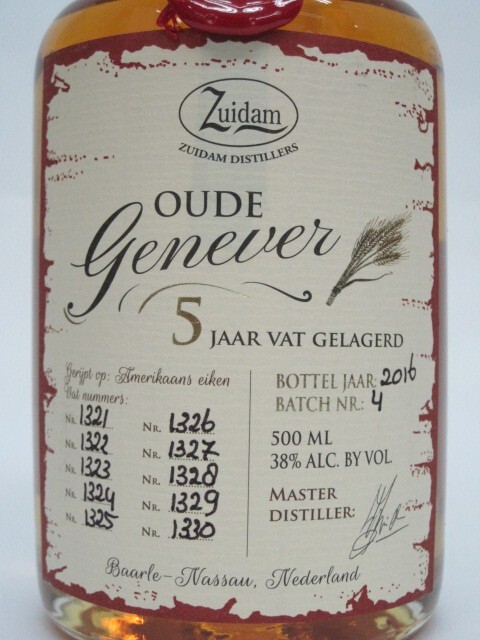 Zuidam
ZUIDAM DISTILLERS
OUDE
Genever
5 JAAR VAT GELAGERD
Gerijpt op: Amerikaans eiken
Vat nummers:
NR. 1321
NR. 1322
NR. 1323
NR. 1324
NR. 1325
NR. 1326
NR. 1327
NR. 1328
NR. 1329
NR. 1330
BOTTEL JAAR: 2016
BATCH NR.: 4
500 ML
38% ALC. BY VOL
MASTER
DISTILLER:
Baarle-Nassau, Nederland